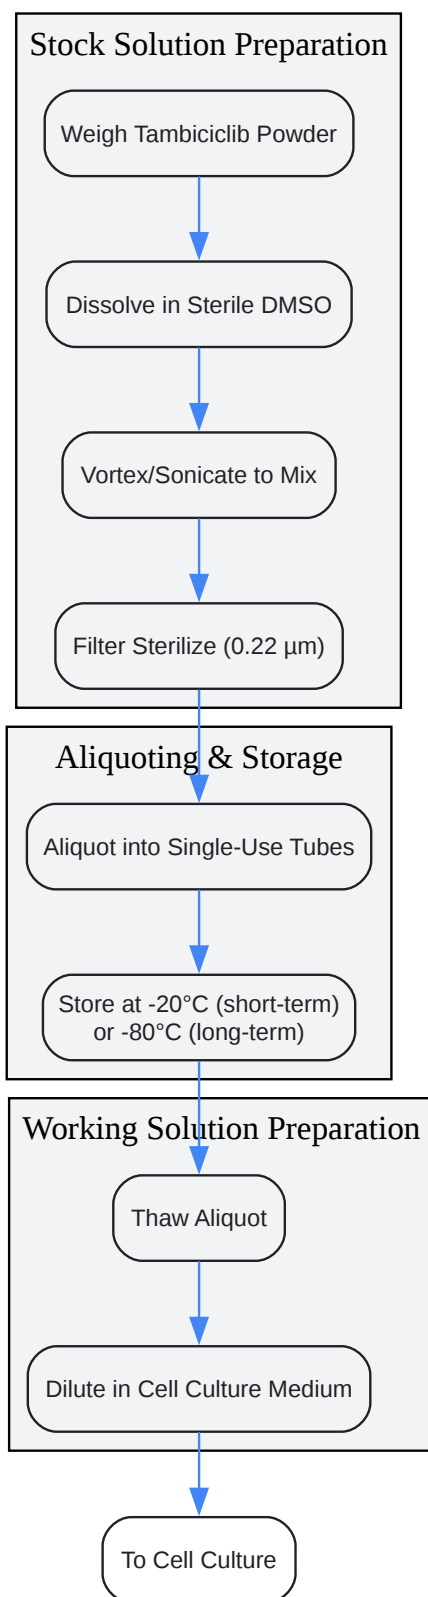 Stock Solution Preparation
Weigh Tambiciclib Powder
Dissolve in Sterile DMSO
Vortex/Sonicate to Mix
Filter Sterilize (0.22 µm)
Aliquoting & Storage
Aliquot into Single-Use Tubes
Store at -20°C (short-term)
or -80°C (long-term)
Working Solution Preparation
Thaw Aliquot
Dilute in Cell Culture Medium
To Cell Culture